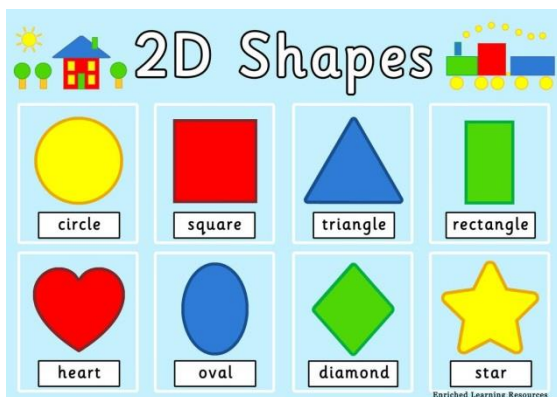 2D Shapes
circle square triangle rectangle
heart oval diamond star
Enriched Learning Resources